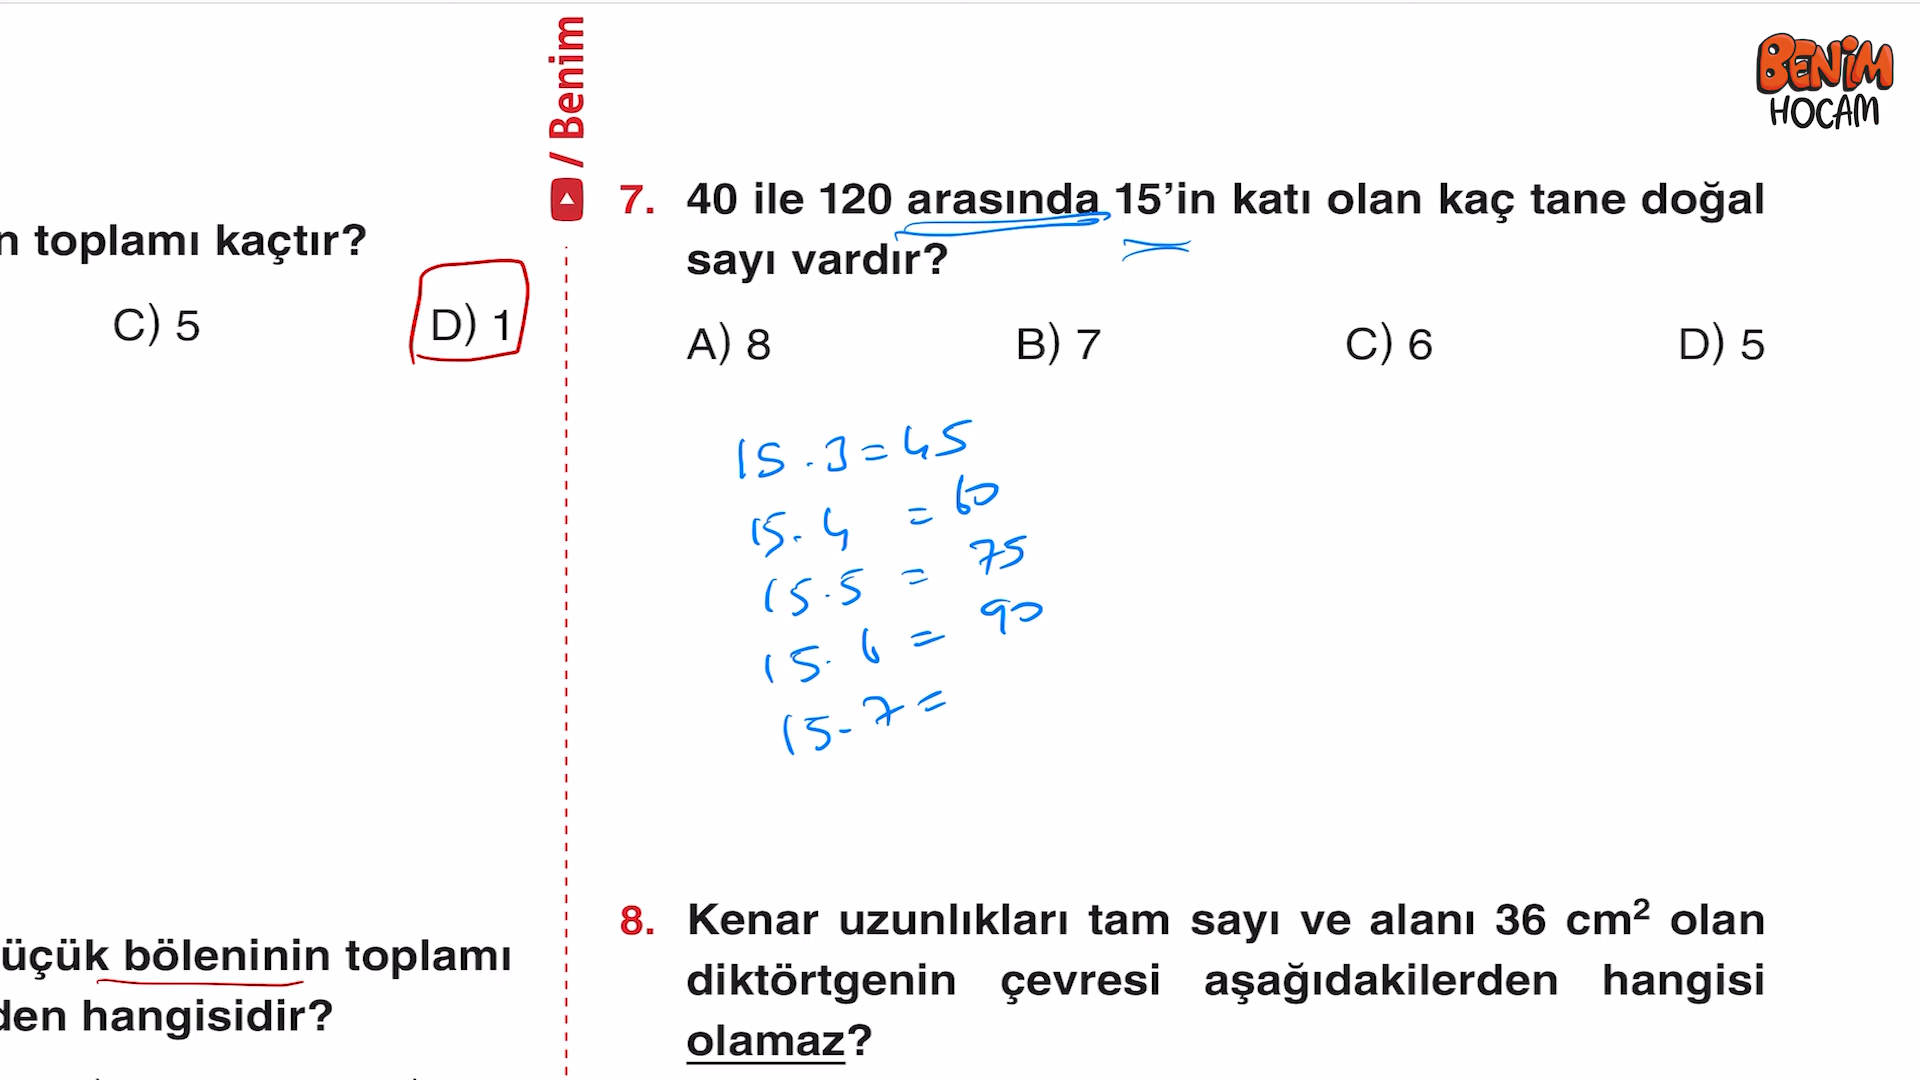 / Benim
BENİM
HOCAM
n toplamı kaçtır?
C) 5
D) 1
üçük böleninin toplamı
den hangisidir?
7. 40 ile 120 arasında 15'in katı olan kaç tane doğal
sayı vardır?
A) 8
B) 7
C) 6
D) 5
15.3=45
15.4 = 60
15.5 = 75
15.6 = 90
15.7=
8. Kenar uzunlıkları tam sayı ve alanı 36 cm² olan
diktörtgenin çevresi aşağıdakilerden hangisi
olamaz?